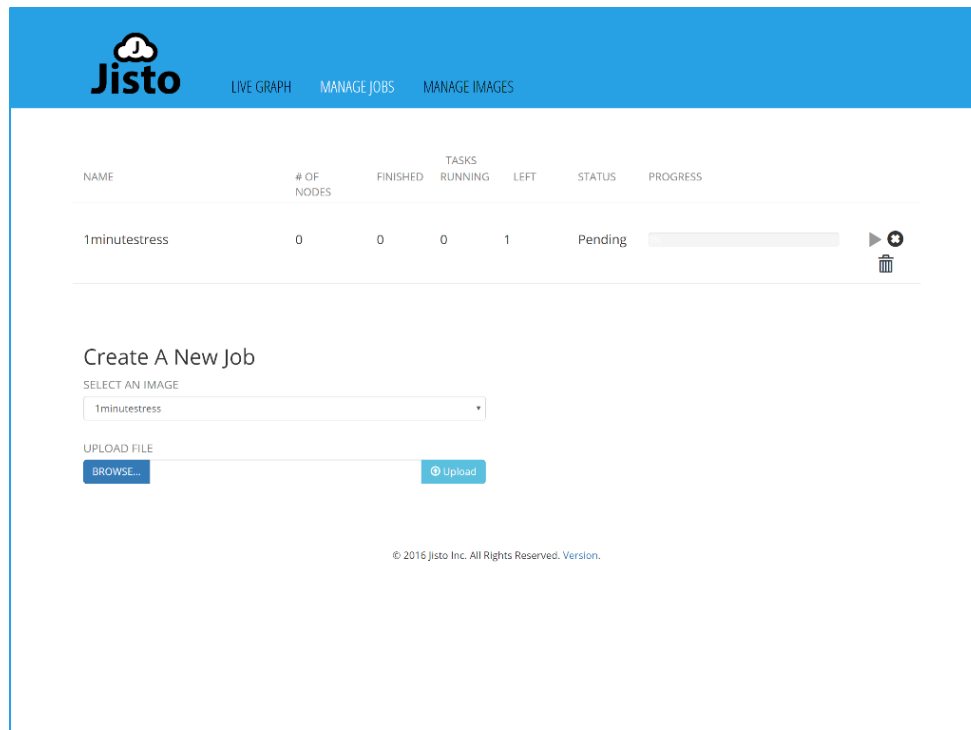 J
Jisto
LIVE GRAPH MANAGE JOBS MANAGE IMAGES
TASKS
NAME # OF FINISHED RUNNING LEFT STATUS PROGRESS
NODES
1minutestress 0 0 0 1 Pending
Create A New Job
SELECT AN IMAGE
1minutestress
UPLOAD FILE
BROWSE... Upload
© 2016 Jisto Inc. All Rights Reserved. Version.